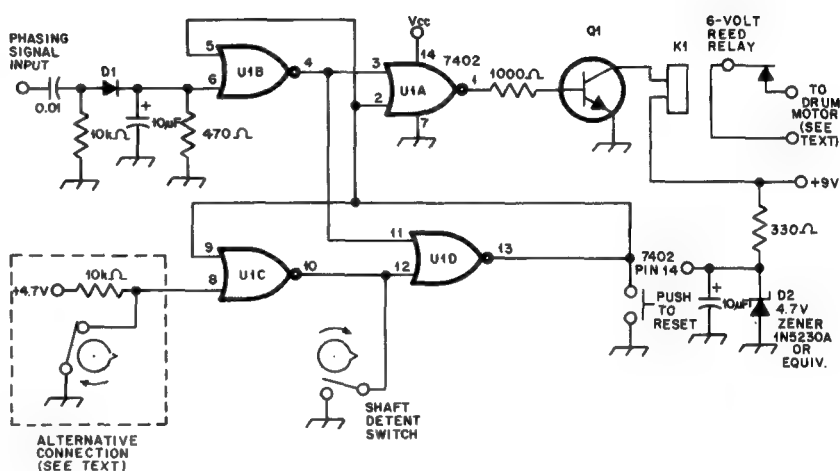 PHASING
SIGNAL
INPUT
0.01
D1
10kΩ
+
10µF
470Ω
5
6
U1B
4
Vcc
14 7402
3
2
U1A
1
7
1000Ω
Q1
K1
6-VOLT
REED
RELAY
TO
DRUM
MOTOR
(SEE
TEXT)
+9V
330Ω
9
8
U1C
10
11
12
U1D
13
PUSH
TO
RESET
7402
PIN 14
+
10µF
D2
4.7V
ZENER
1N5230A
OR
EQUIV.
+4.7V
10kΩ
ALTERNATIVE
CONNECTION
(SEE TEXT)
SHAFT
DETENT
SWITCH